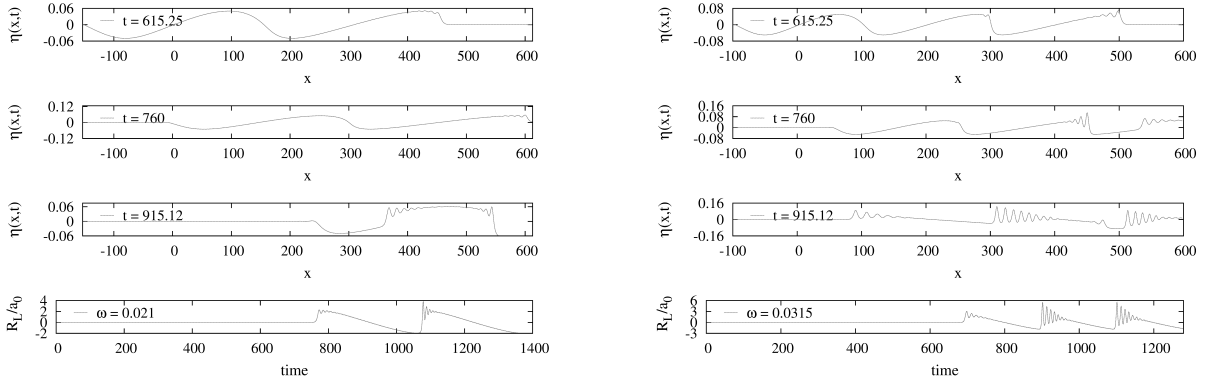 η(x,t)
0.06
0
-0.06
t = 615.25
-100 0 100 200 300 400 500 600
x
η(x,t)
0.12
0
-0.12
t = 760
-100 0 100 200 300 400 500 600
x
η(x,t)
0.06
0
-0.06
t = 915.12
-100 0 100 200 300 400 500 600
x
R_L/a_0
4
2
0
-2
ω = 0.021
0 200 400 600 800 1000 1200 1400
time
η(x,t)
0.08
0
-0.08
t = 615.25
-100 0 100 200 300 400 500 600
x
η(x,t)
0.16
0.08
0
-0.08
t = 760
-100 0 100 200 300 400 500 600
x
η(x,t)
0.16
0
-0.16
t = 915.12
-100 0 100 200 300 400 500 600
x
R_L/a_0
6
3
0
-3
ω = 0.0315
0 200 400 600 800 1000 1200
time